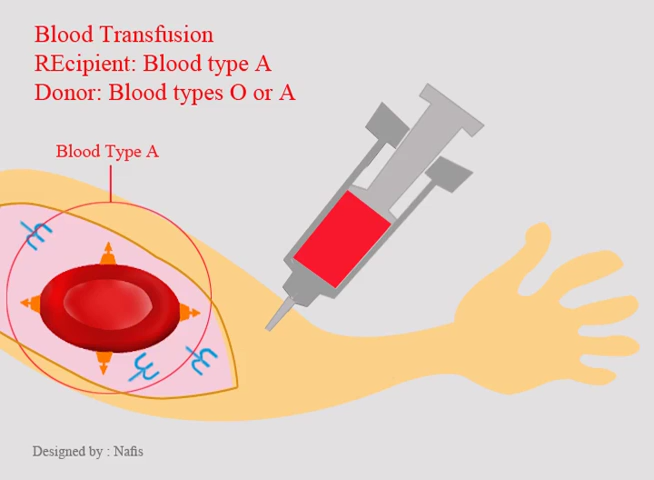 Blood Transfusion
REcipient: Blood type A
Donor: Blood types O or A
Blood Type A
Designed by : Nafis